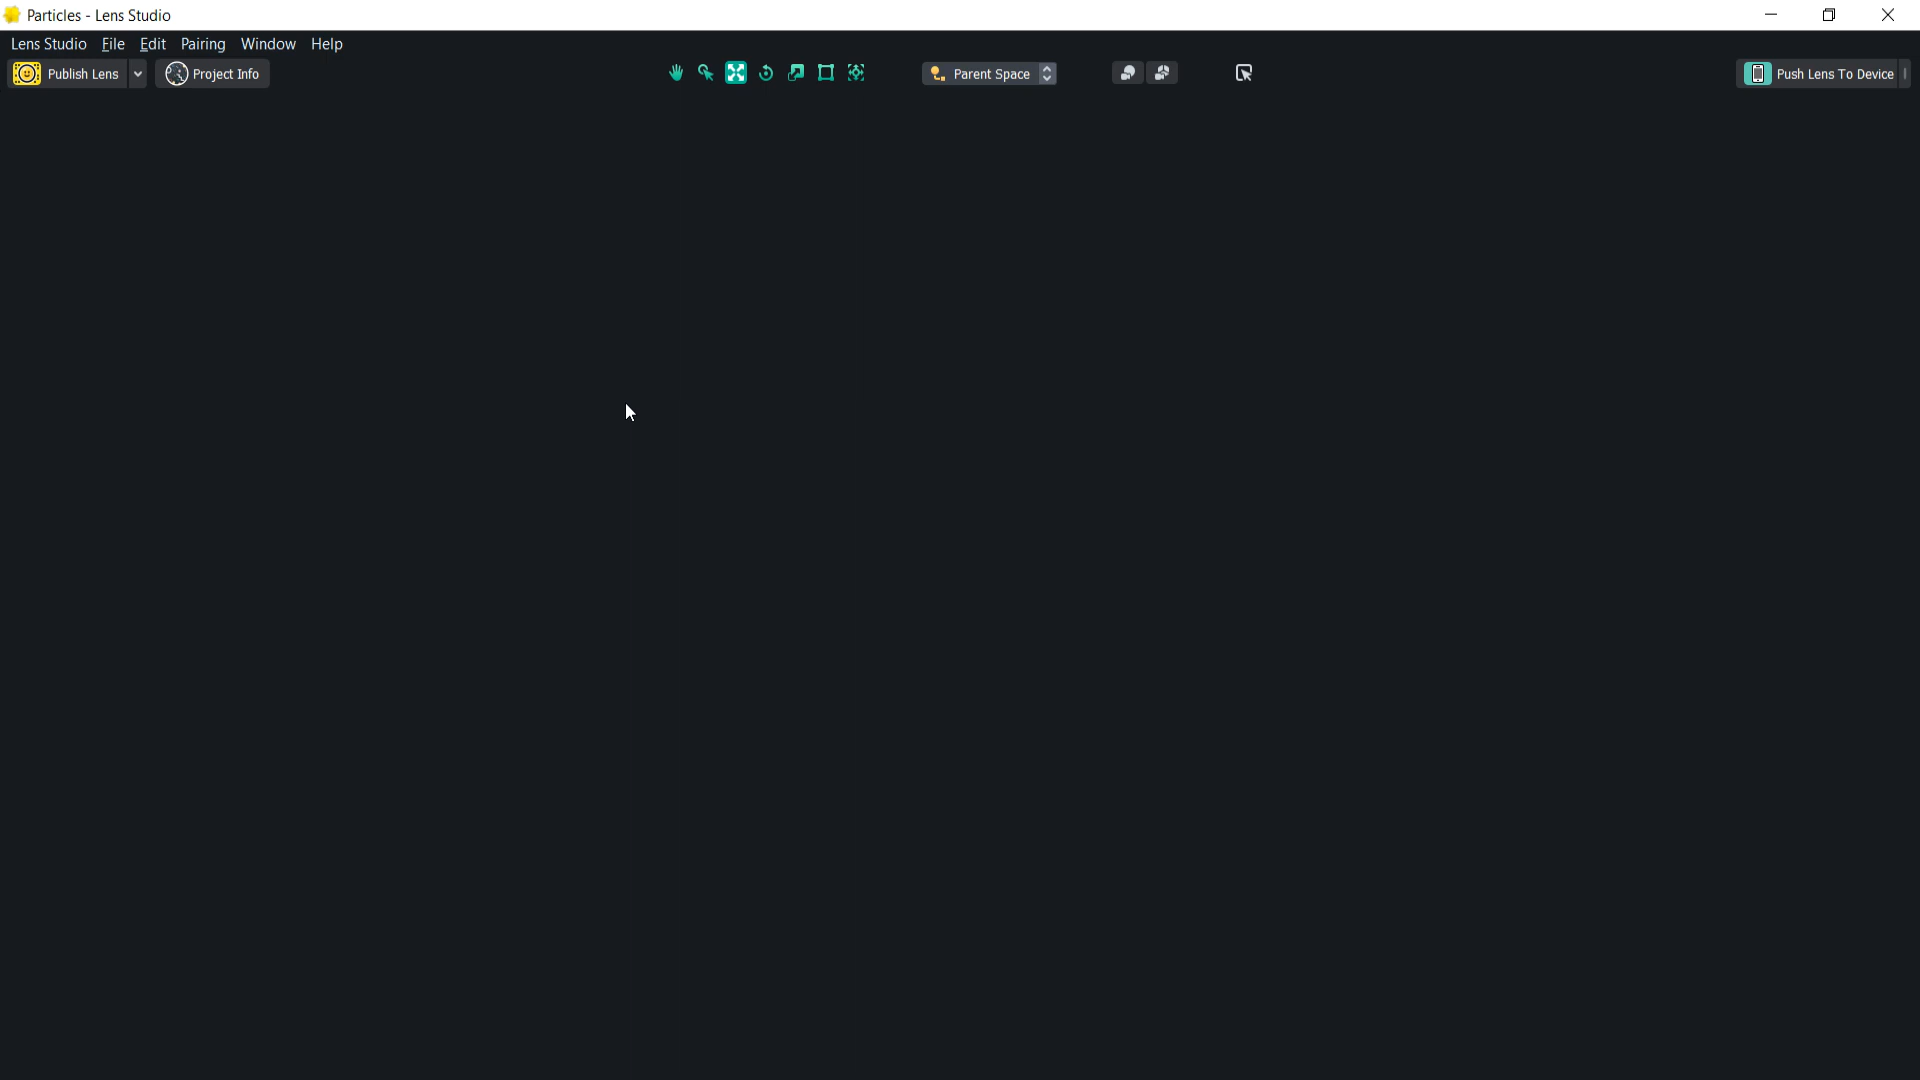 Particles - Lens Studio
Lens Studio File Edit Pairing Window Help
Publish Lens Project Info Parent Space Push Lens To Device